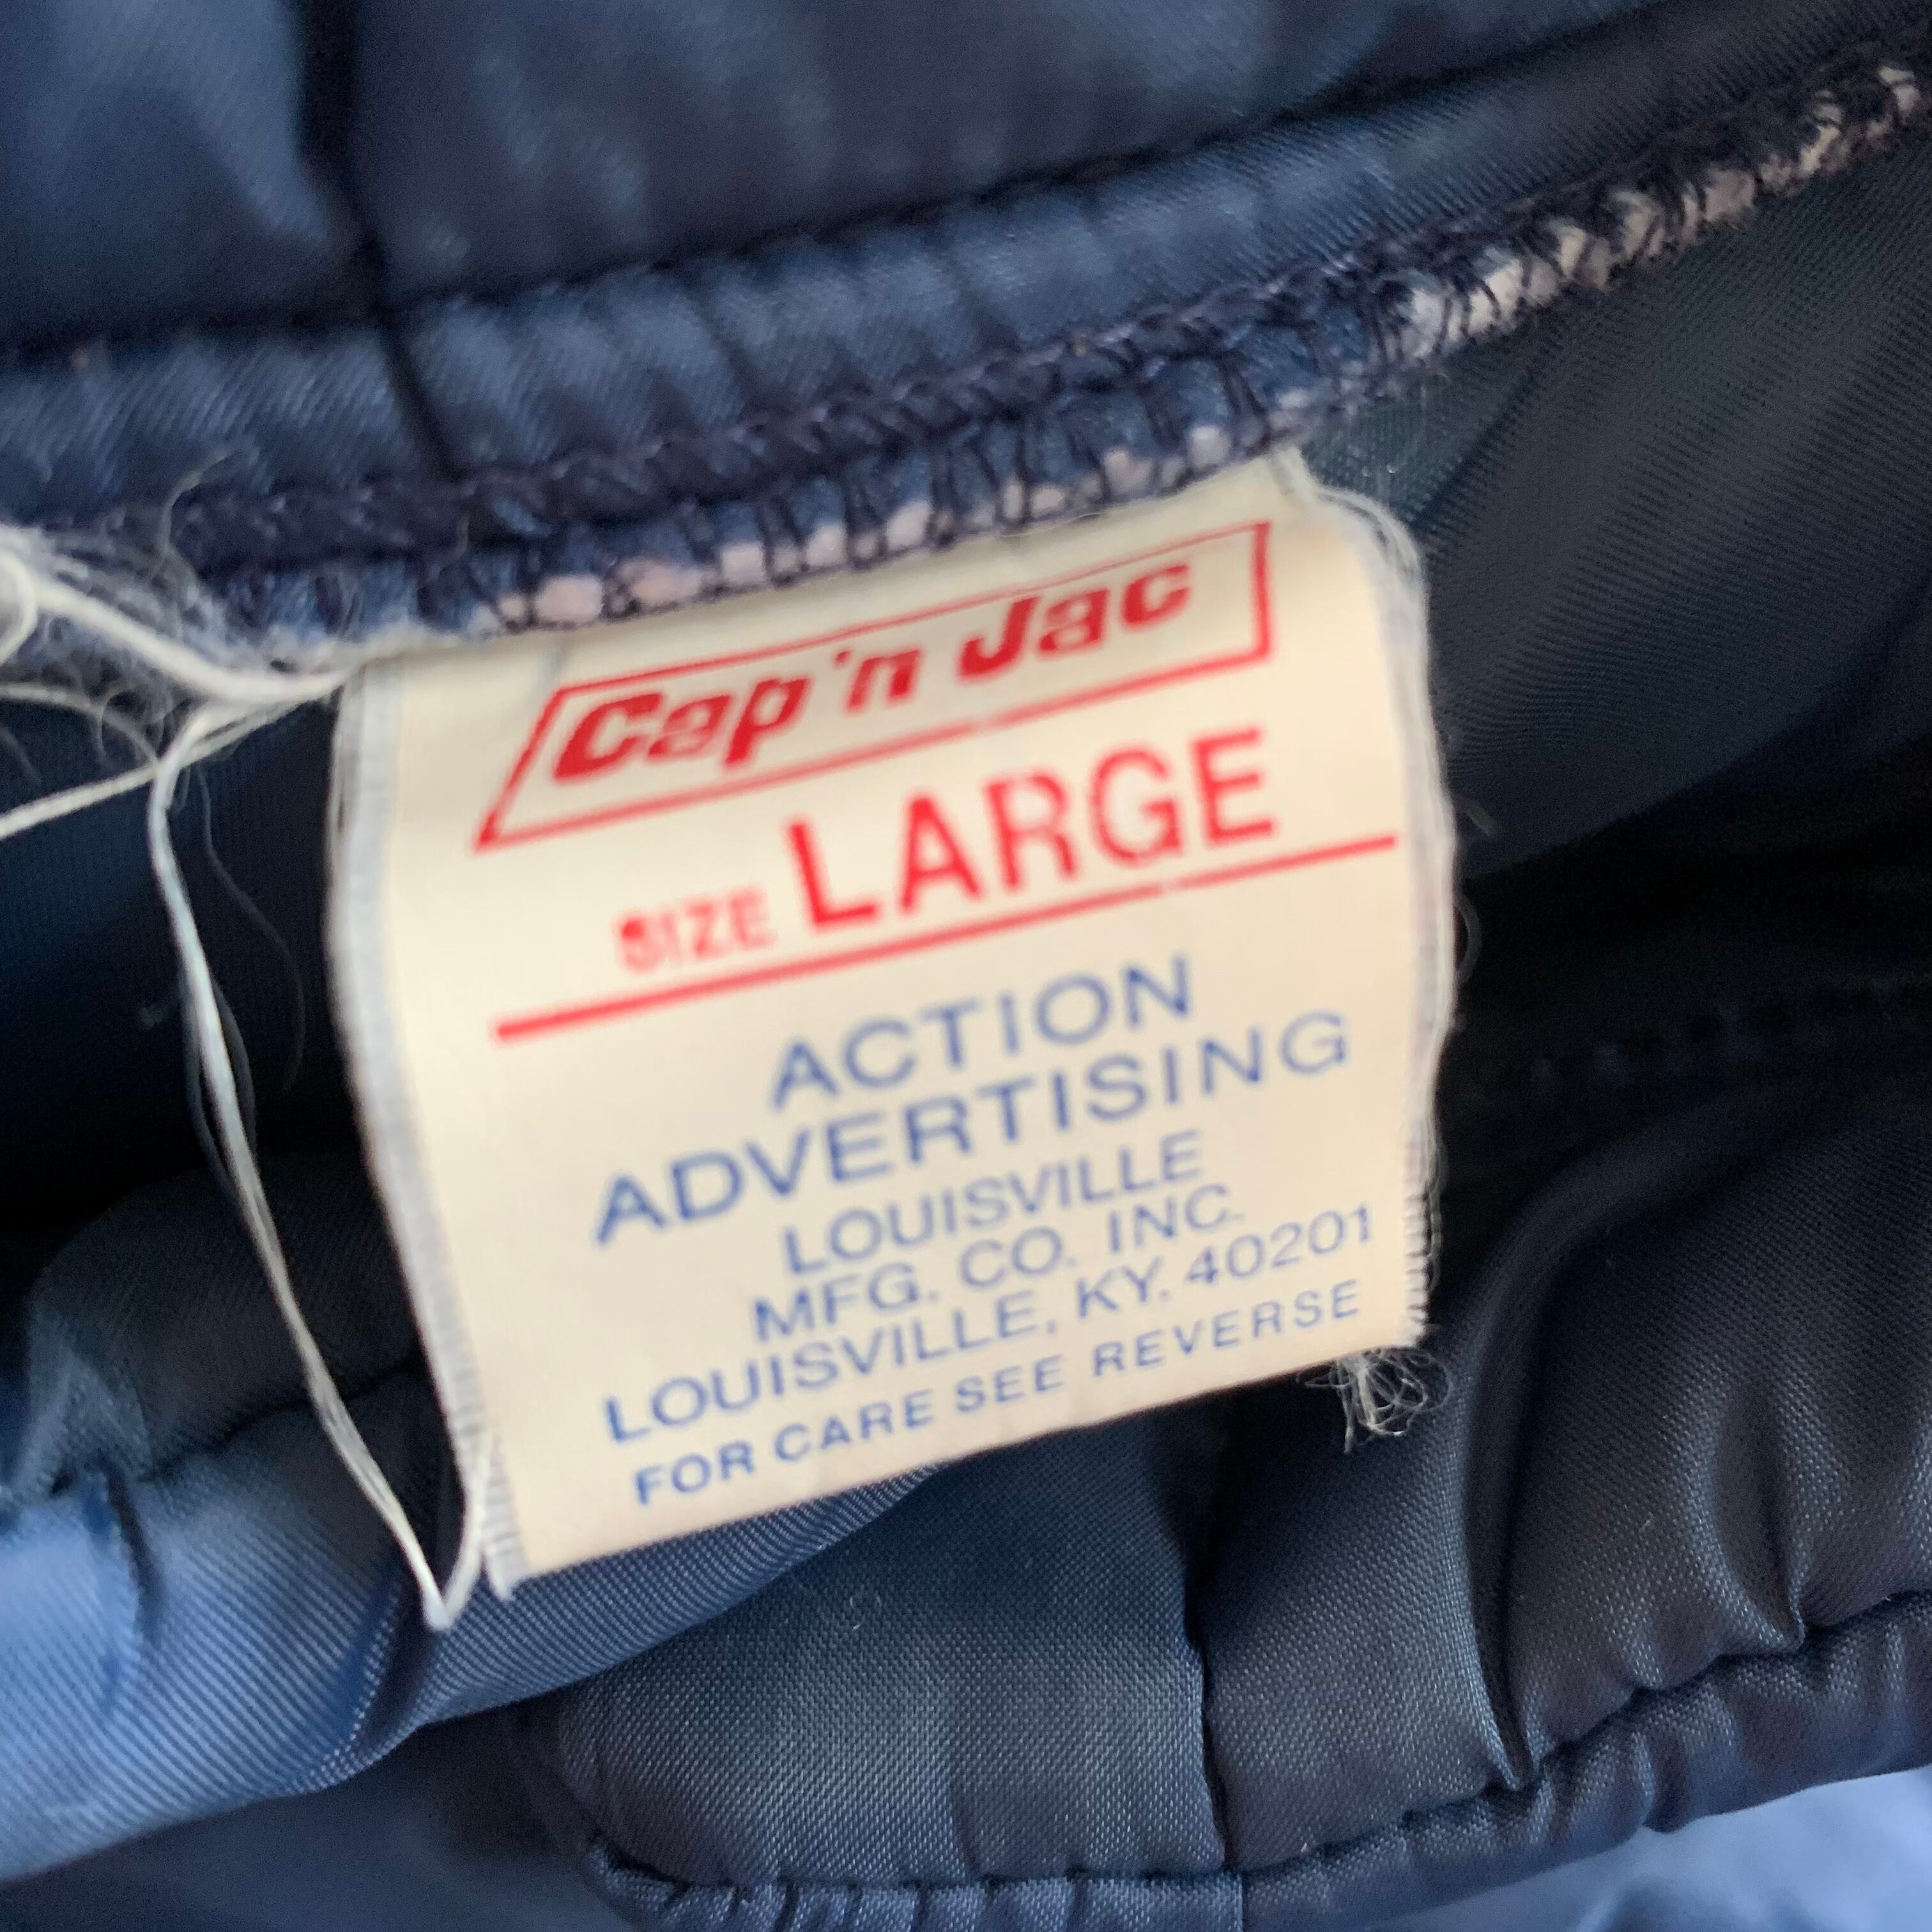 Cap'n Jac
SIZE LARGE
ACTION
ADVERTISING
LOUISVILLE
MFG. CO. INC.
LOUISVILLE, KY. 40201
FOR CARE SEE REVERSE